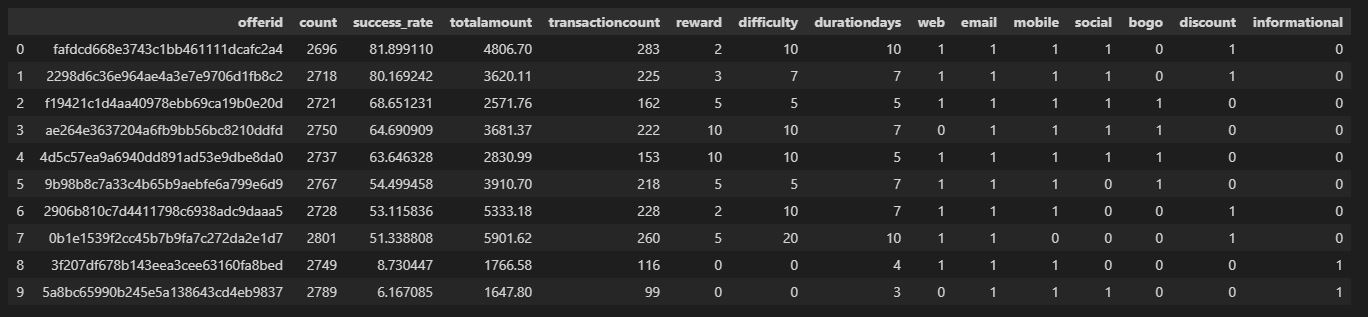 offerid count success_rate totalamount transactioncount reward difficulty durationdays web email mobile social bogo discount informational
0 fafdcd668e3743c1bb461111dcafc2a4 2696 81.899110 4806.70 283 2 10 10 1 1 1 1 0 1 0
1 2298d6c36e964ae4a3e7e9706d1fb8c2 2718 80.169242 3620.11 225 3 7 7 1 1 1 1 0 1 0
2 f19421c1d4aa40978ebb69ca19b0e20d 2721 68.651231 2571.76 162 5 5 5 1 1 1 1 1 0 0
3 ae264e3637204a6fb9bb56bc8210ddfd 2750 64.690909 3681.37 222 10 10 7 0 1 1 1 1 0 0
4 4d5c57ea9a6940dd891ad53e9dbe8da0 2737 63.646328 2830.99 153 10 10 5 1 1 1 1 1 0 0
5 9b98b8c7a33c4b65b9aebfe6a799e6d9 2767 54.499458 3910.70 218 5 5 7 1 1 1 0 1 0 0
6 2906b810c7d4411798c6938adc9daaa5 2728 53.115836 5333.18 228 2 10 7 1 1 1 0 0 1 0
7 0b1e1539f2cc45b7b9fa7c272da2e1d7 2801 51.338808 5901.62 260 5 20 10 1 1 0 0 0 1 0
8 3f207df678b143eea3cee63160fa8bed 2749 8.730447 1766.58 116 0 0 4 1 1 1 0 0 0 1
9 5a8bc65990b245e5a138643cd4eb9837 2789 6.167085 1647.80 99 0 0 3 0 1 1 1 0 0 1